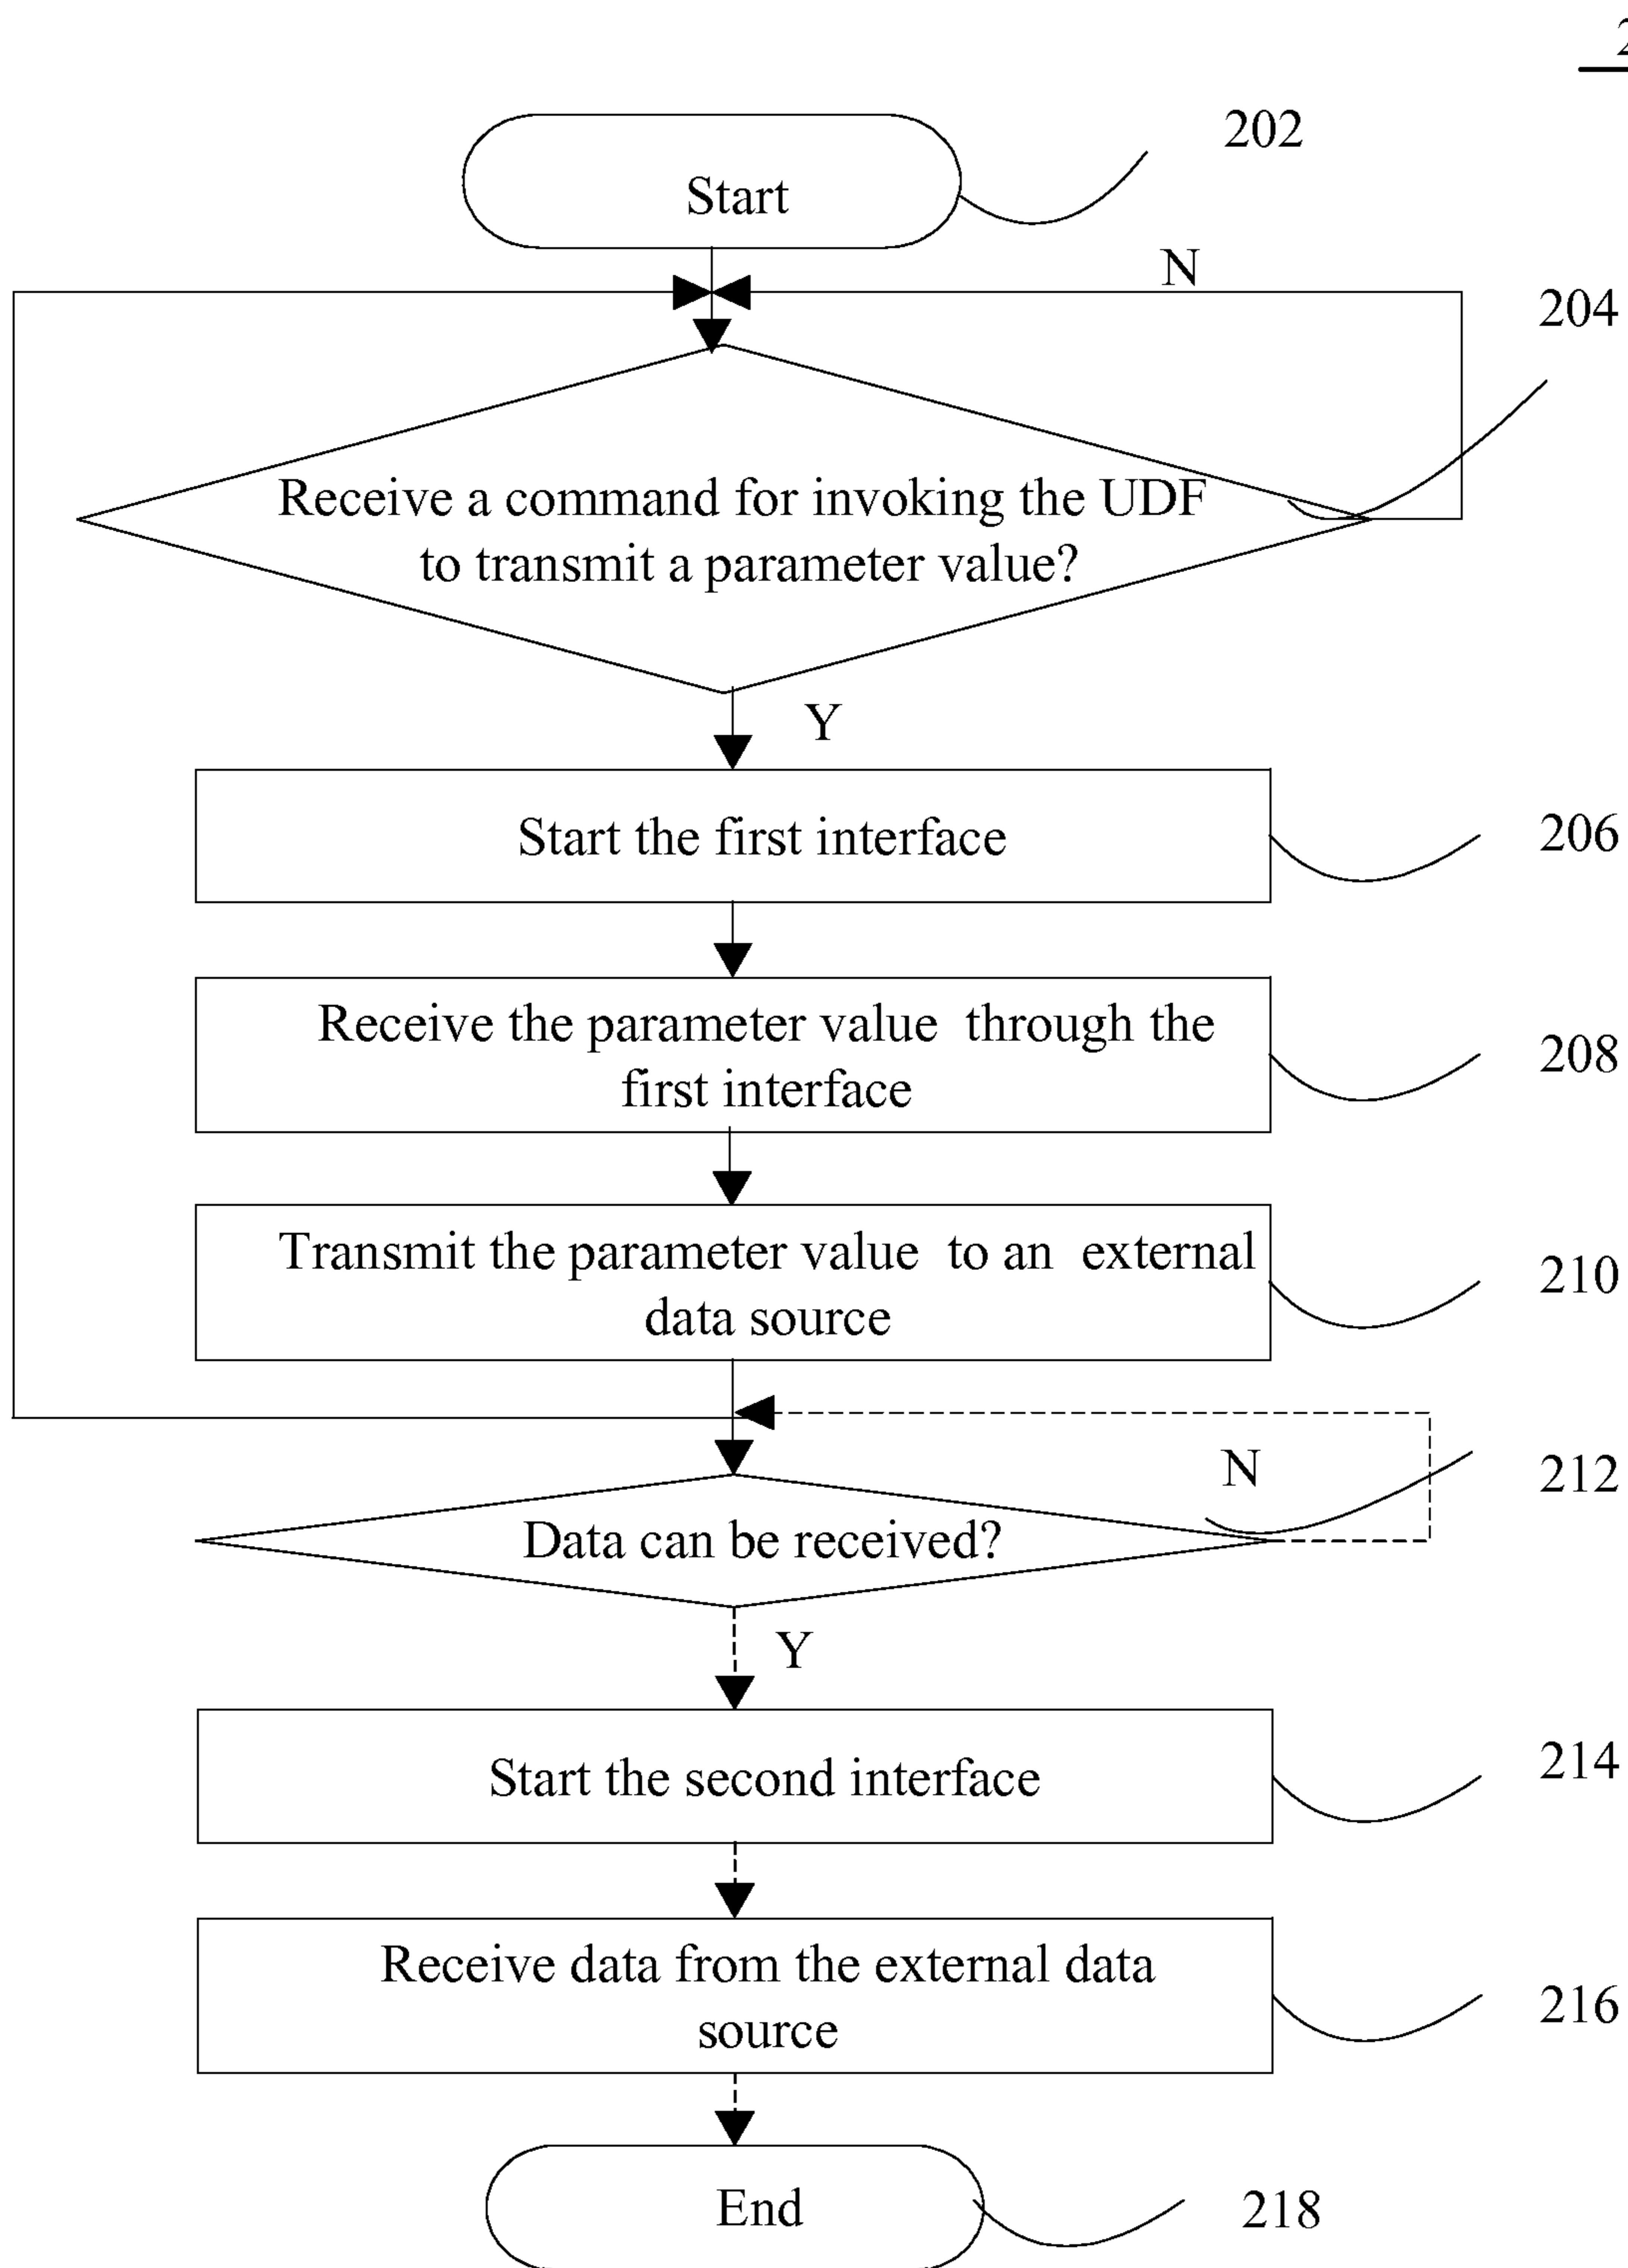 202
Start
N
204
Receive a command for invoking the UDF
to transmit a parameter value?
Y
Start the first interface
206
Receive the parameter value through the
first interface
208
Transmit the parameter value to an external
data source
210
N
212
Data can be received?
Y
Start the second interface
214
Receive data from the external data
source
216
End
218